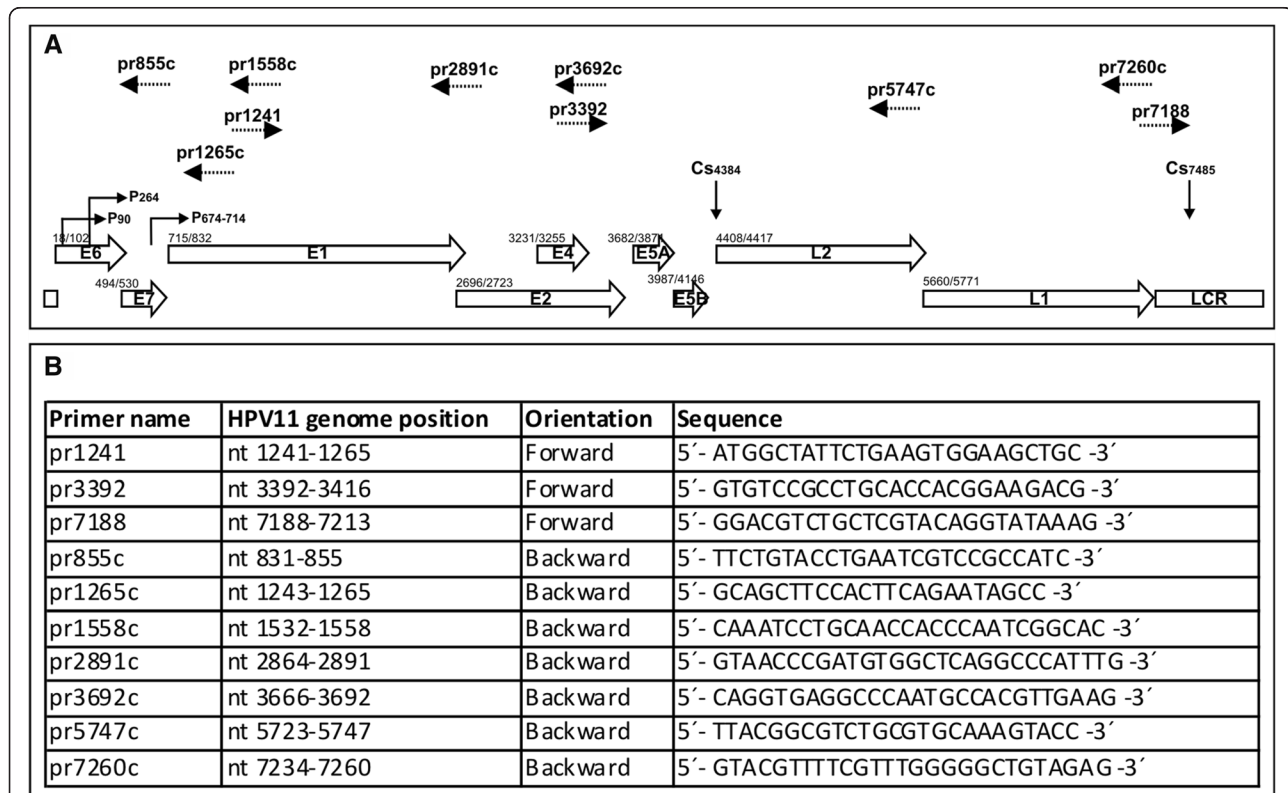 A
pr855c
pr1558c
pr2891c
pr3692c
pr7260c
pr5747c
pr1241
pr3392
pr7188
pr1265c
Cs4384
Cs7485
P264
P90
P674-714
18/102
715/832
3231/3255
3682/3871
4408/4417
E6
E1
E4
E5A
L2
494/530
2696/2723
3987/4146
5660/5771
E7
E2
E5B
L1
LCR
B
Primer name HPV11 genome position Orientation Sequence
pr1241 nt 1241-1265 Forward 5´- ATGGCTATTCTGAAGTGGAAGCTGC -3´
pr3392 nt 3392-3416 Forward 5´- GTGTCCGCCTGCACCACGGAAGACG -3´
pr7188 nt 7188-7213 Forward 5´- GGACGTCTGCTCGTACAGGTATAAAG -3´
pr855c nt 831-855 Backward 5´- TTCTGTACCTGAATCGTCCGCCATC -3´
pr1265c nt 1243-1265 Backward 5´- GCAGCTTCCACTTCAGAATAGCC -3´
pr1558c nt 1532-1558 Backward 5´- CAAATCCTGCAACCACCCAATCGGCAC -3´
pr2891c nt 2864-2891 Backward 5´- GTAACCCGATGTGGCTCAGGCCCATTTG -3´
pr3692c nt 3666-3692 Backward 5´- CAGGTGAGGCCCAATGCCACGTTGAAG -3´
pr5747c nt 5723-5747 Backward 5´- TTACGGCGTCTGCGTGCAAAGTACC -3´
pr7260c nt 7234-7260 Backward 5´- GTACGTTTTCGTTTGGGGGCTGTAGAG -3´